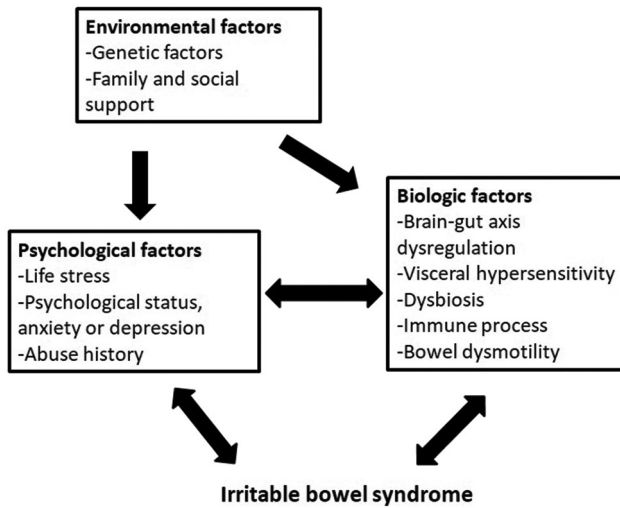 Environmental factors
-Genetic factors
-Family and social
support
Psychological factors
-Life stress
-Psychological status,
anxiety or depression
-Abuse history
Biologic factors
-Brain-gut axis
dysregulation
-Visceral hypersensitivity
-Dysbiosis
-Immune process
-Bowel dysmotility
Irritable bowel syndrome